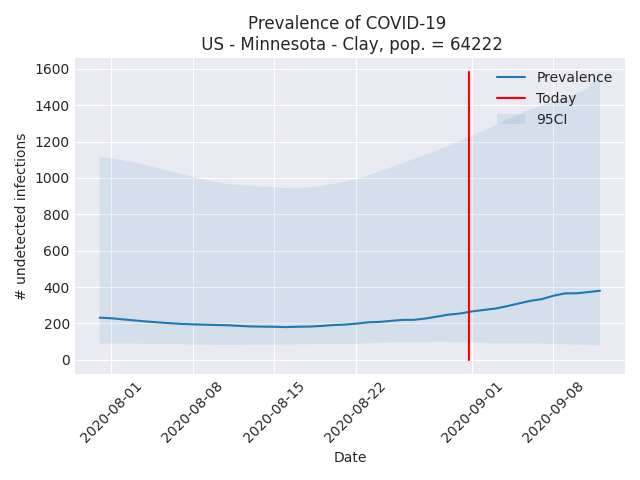 Prevalence of COVID-19
US - Minnesota - Clay, pop. = 64222
1600
1400
1200
1000
800
600
400
200
0
# undetected infections
Prevalence
Today
95CI
2020-08-01
2020-08-08
2020-08-15
2020-08-22
2020-09-01
2020-09-08
Date